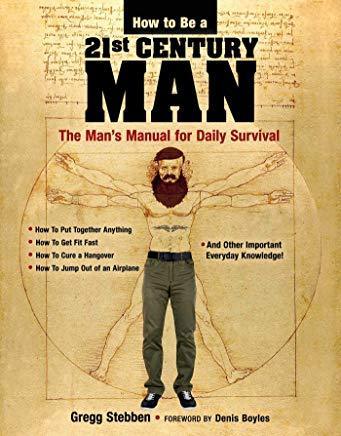 How to Be a
21st CENTURY
MAN
The Man's Manual for Daily Survival
• How To Put Together Anything
• How To Get Fit Fast
• How To Cure a Hangover
• How To Jump Out of an Airplane
• And Other Important
Everyday Knowledge!
Gregg Stebben • FOREWORD BY Denis Boyles